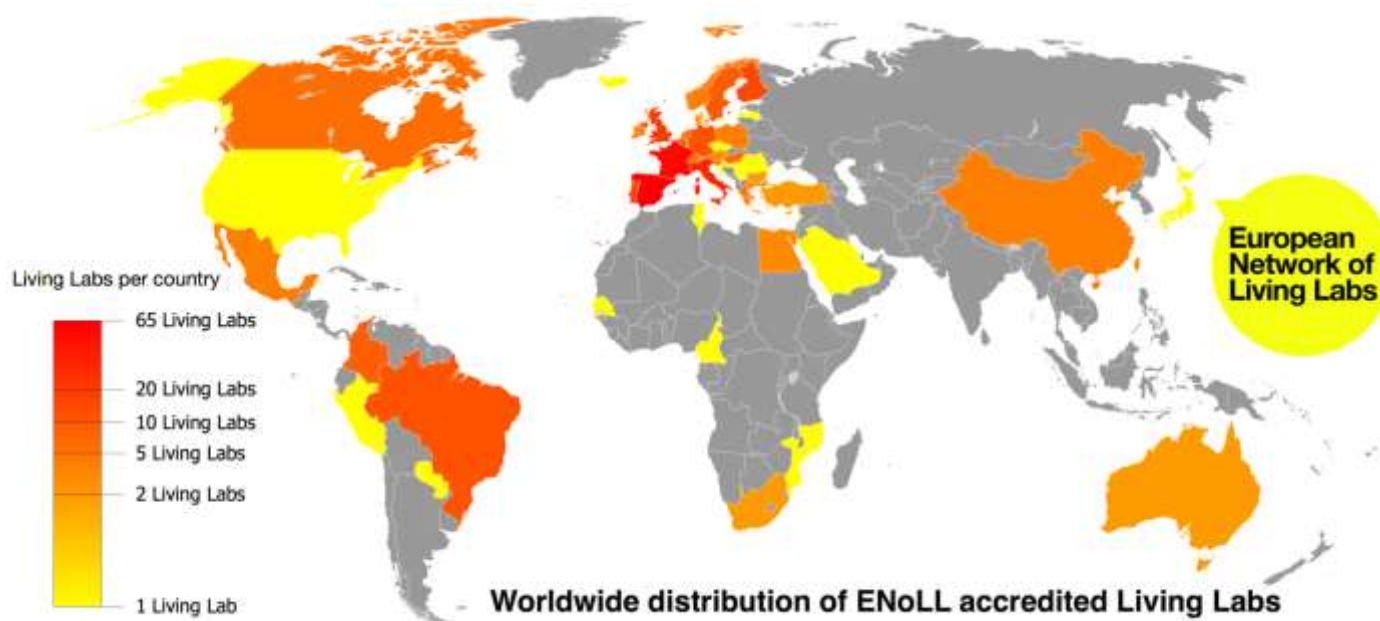 European
Network of
Living Labs
Living Labs per country
65 Living Labs
20 Living Labs
10 Living Labs
5 Living Labs
2 Living Labs
1 Living Lab
Worldwide distribution of ENoLL accredited Living Labs